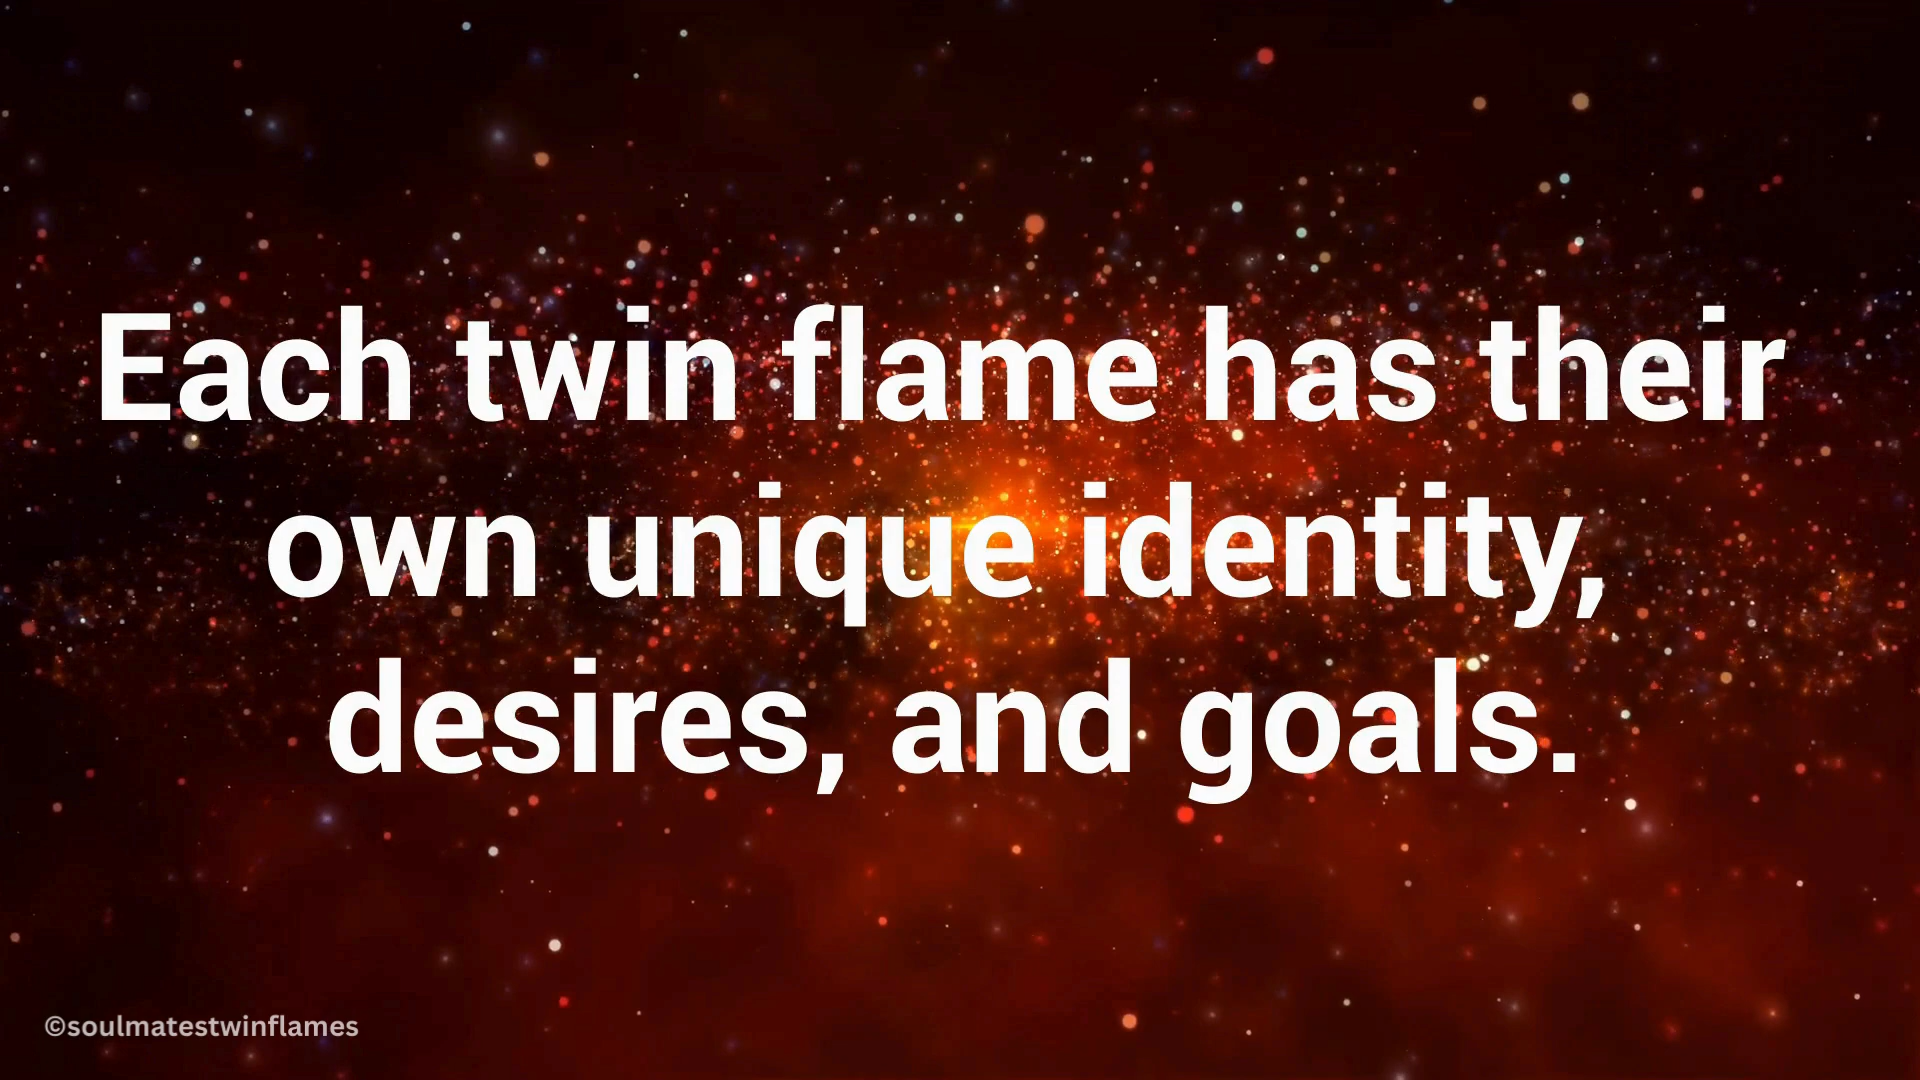 Each twin flame has their
own unique identity,
desires, and goals.
©soulmatestwinflames